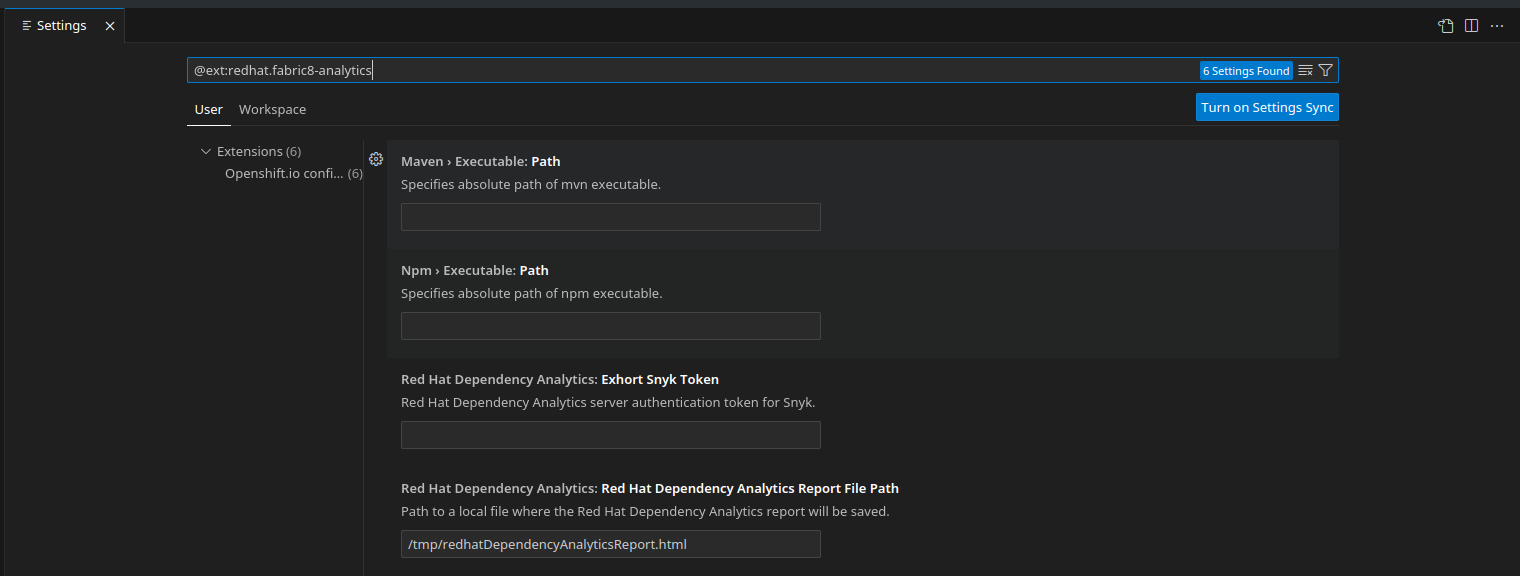 Settings
@ext:redhat.fabric8-analytics
6 Settings Found
User
Workspace
Turn on Settings Sync
Extensions (6)
Openshift.io confi... (6)
Maven › Executable: Path
Specifies absolute path of mvn executable.
Npm › Executable: Path
Specifies absolute path of npm executable.
Red Hat Dependency Analytics: Exhort Snyk Token
Red Hat Dependency Analytics server authentication token for Snyk.
Red Hat Dependency Analytics: Red Hat Dependency Analytics Report File Path
Path to a local file where the Red Hat Dependency Analytics report will be saved.
/tmp/redhatDependencyAnalyticsReport.html